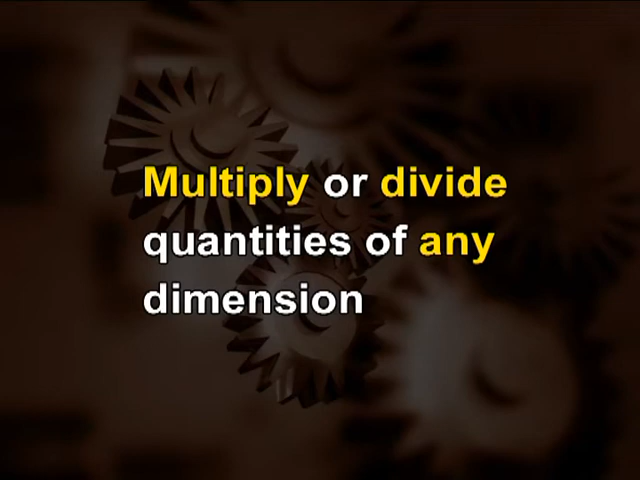 Multiply or divide
quantities of any
dimension